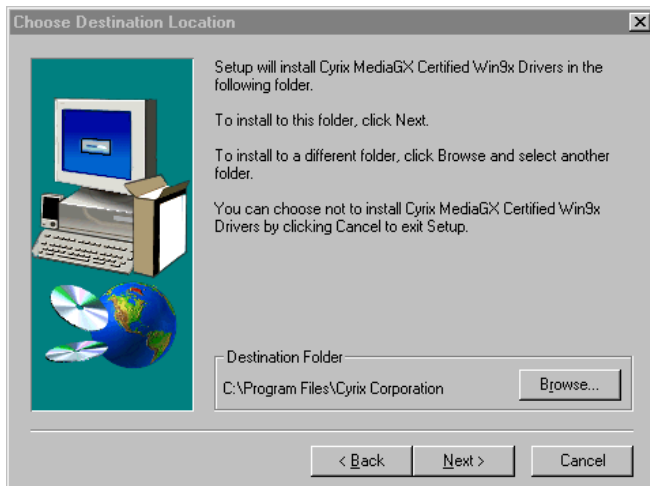 Choose Destination Location
Setup will install Cyrix MediaGX Certified Win9x Drivers in the
following folder.
To install to this folder, click Next.
To install to a different folder, click Browse and select another
folder.
You can choose not to install Cyrix MediaGX Certified Win9x
Drivers by clicking Cancel to exit Setup.
Destination Folder
C:\Program Files\Cyrix Corporation
Browse...
< Back
Next >
Cancel